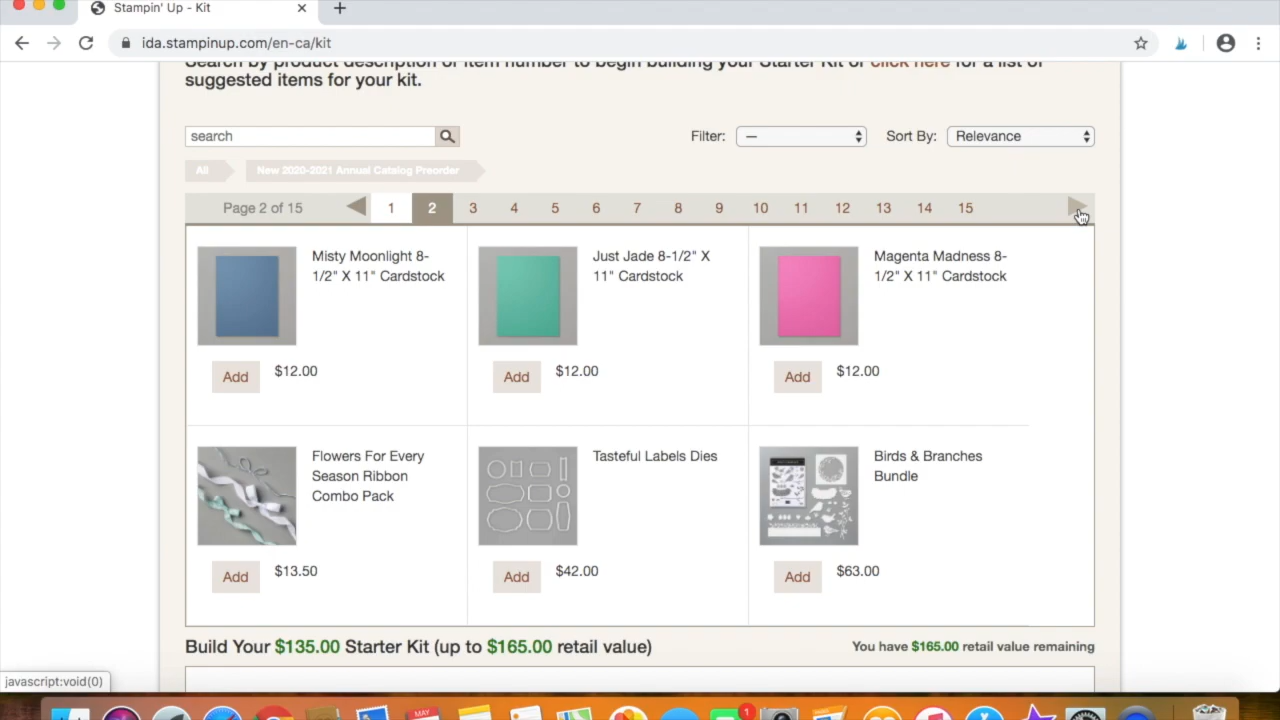 Stampin' Up - Kit
ida.stampinup.com/en-ca/kit
Search by product description or item number to begin building your Starter Kit or click here for a list of
suggested items for your kit.
search
Filter: — Sort By: Relevance
All New 2020-2021 Annual Catalog Preorder
Page 2 of 15 1 2 3 4 5 6 7 8 9 10 11 12 13 14 15
Misty Moonlight 8-
1/2" X 11" Cardstock
Add $12.00
Just Jade 8-1/2" X
11" Cardstock
Add $12.00
Magenta Madness 8-
1/2" X 11" Cardstock
Add $12.00
Flowers For Every
Season Ribbon
Combo Pack
Add $13.50
Tasteful Labels Dies
Add $42.00
Birds & Branches
Bundle
Add $63.00
Build Your $135.00 Starter Kit (up to $165.00 retail value)
You have $165.00 retail value remaining
javascript:void(0)
MAY
1